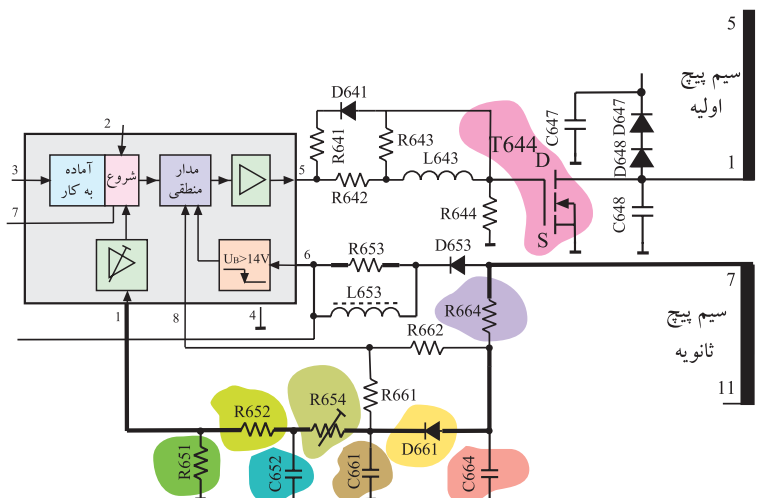 5
سیم پیچ
اولیه
1
D647
D648
C647
C648
T644
D
S
D641
R641
R643
L643
R642
R644
5
2
3
آماده
به کار
شروع
مدار
منطقی
7
U_B>14V
6
1
8
4
R653
L653
D653
R664
R662
R661
7
سیم پیچ
ثانویه
11
R654
R652
R651
C652
C661
D661
C664